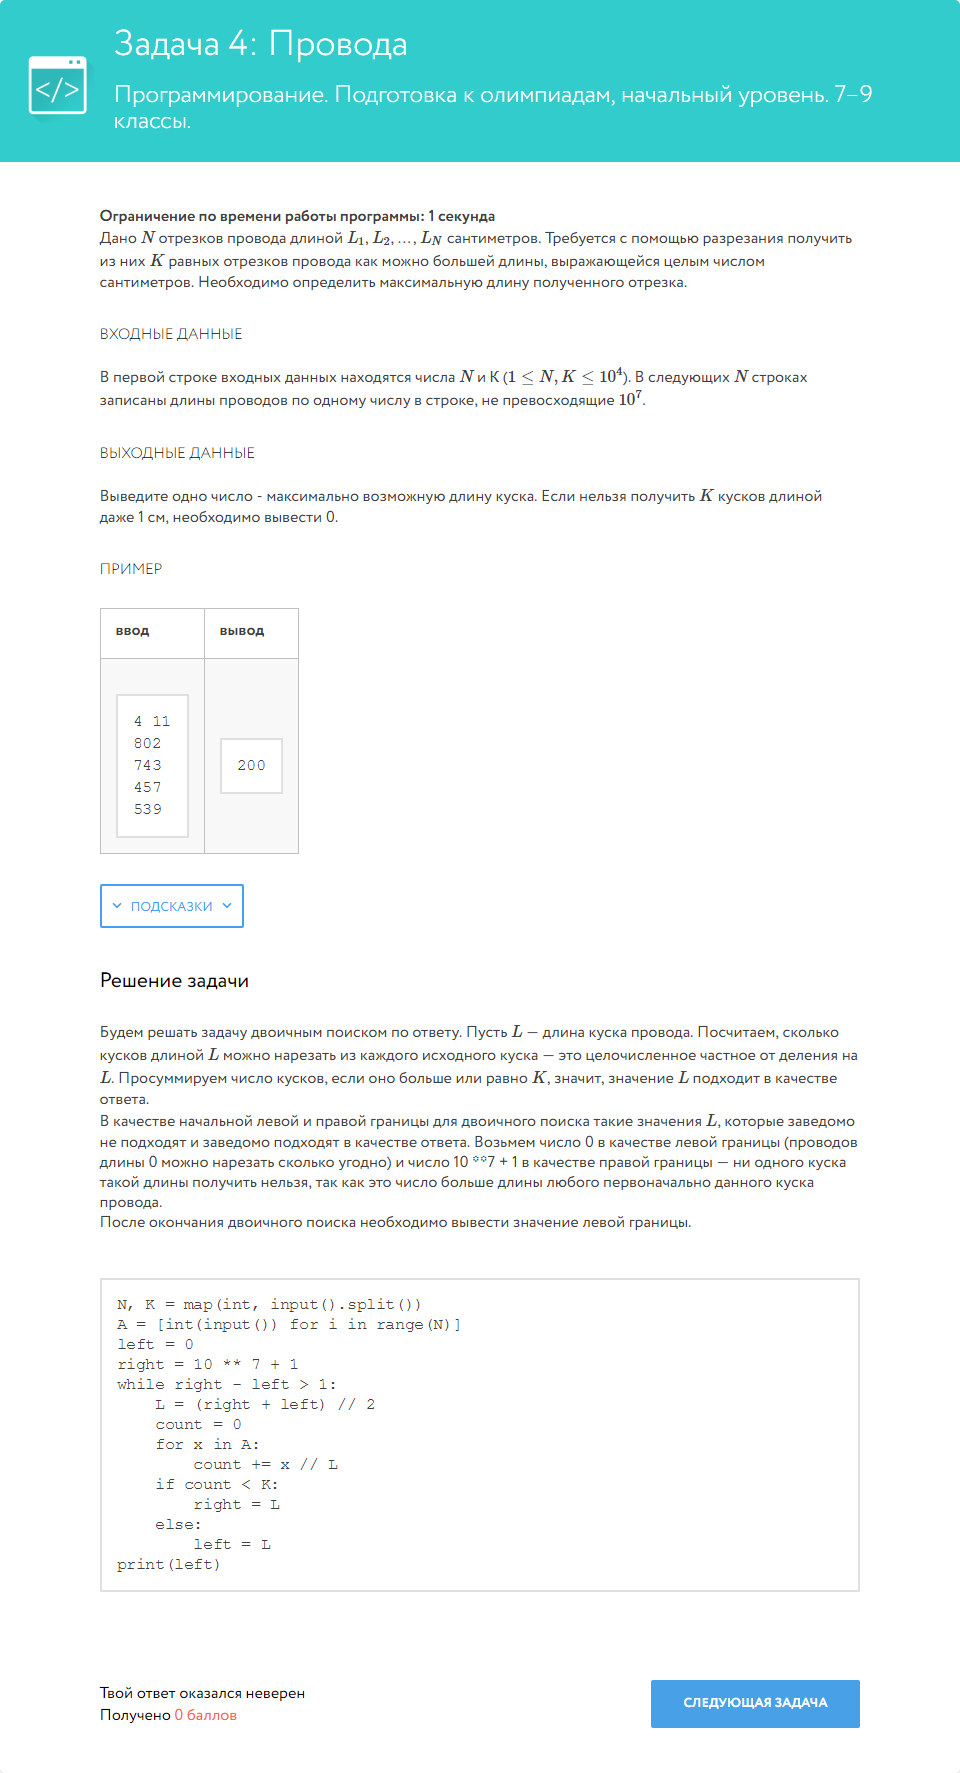 Задача 4: Провода
</>
Программирование. Подготовка к олимпиадам, начальный уровень. 7–9
классы.
Ограничение по времени работы программы: 1 секунда
Дано N отрезков провода длиной L₁, L₂, ..., L_N сантиметров. Требуется с помощью разрезания получить
из них K равных отрезков провода как можно большей длины, выражающейся целым числом
сантиметров. Необходимо определить максимальную длину полученного отрезка.
ВХОДНЫЕ ДАННЫЕ
В первой строке входных данных находятся числа N и К (1 ≤ N, K ≤ 10⁴). В следующих N строках
записаны длины проводов по одному числу в строке, не превосходящие 10⁷.
ВЫХОДНЫЕ ДАННЫЕ
Выведите одно число - максимально возможную длину куска. Если нельзя получить K кусков длиной
даже 1 см, необходимо вывести 0.
ПРИМЕР
ввод вывод
4 11
802
743
200
457
539
ПОДСКАЗКИ
Решение задачи
Будем решать задачу двоичным поиском по ответу. Пусть L — длина куска провода. Посчитаем, сколько
кусков длиной L можно нарезать из каждого исходного куска — это целочисленное частное от деления на
L. Просуммируем число кусков, если оно больше или равно K, значит, значение L подходит в качестве
ответа.
В качестве начальной левой и правой границы для двоичного поиска такие значения L, которые заведомо
не подходят и заведомо подходят в качестве ответа. Возьмем число 0 в качестве левой границы (проводов
длины 0 можно нарезать сколько угодно) и число 10 **7 + 1 в качестве правой границы — ни одного куска
такой длины получить нельзя, так как это число больше длины любого первоначально данного куска
провода.
После окончания двоичного поиска необходимо вывести значение левой границы.
N, K = map(int, input().split())
A = [int(input()) for i in range(N)]
left = 0
right = 10 ** 7 + 1
while right - left > 1:
    L = (right + left) // 2
    count = 0
    for x in A:
        count += x // L
    if count < K:
        right = L
    else:
        left = L
print(left)
Твой ответ оказался неверен
Получено 0 баллов
СЛЕДУЮЩАЯ ЗАДАЧА